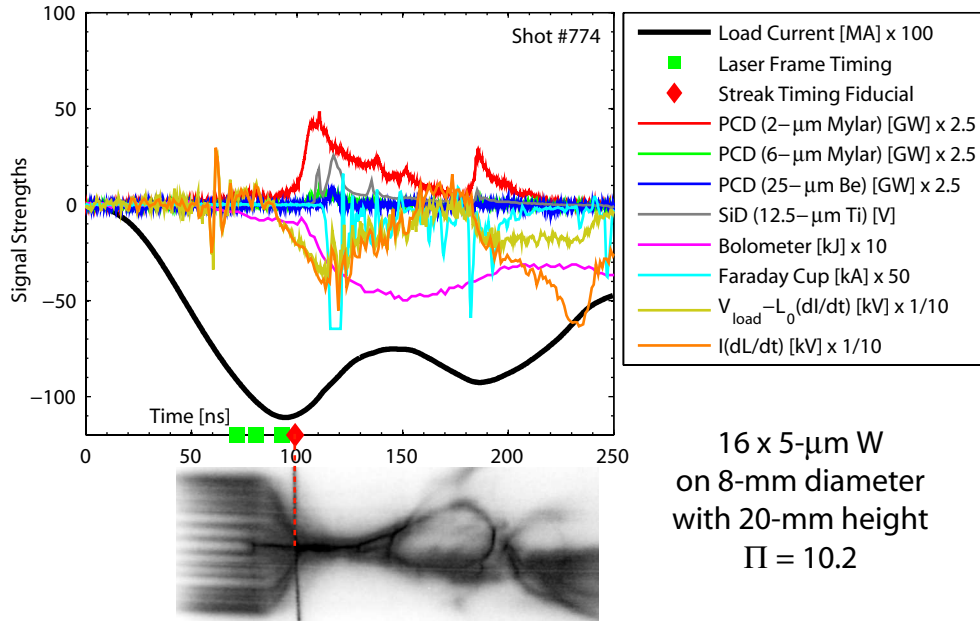 Shot #774
100
50
0
−50
−100
Signal Strengths
Time [ns]
0
50
100
150
200
250
Load Current [MA] x 100
Laser Frame Timing
Streak Timing Fiducial
PCD (2−μm Mylar) [GW] x 2.5
PCD (6−μm Mylar) [GW] x 2.5
PCD (25−μm Be) [GW] x 2.5
SiD (12.5−μm Ti) [V]
Bolometer [kJ] x 10
Faraday Cup [kA] x 50
V_load−L_0(dI/dt) [kV] x 1/10
I(dL/dt) [kV] x 1/10
16 x 5-μm W
on 8-mm diameter
with 20-mm height
Π = 10.2